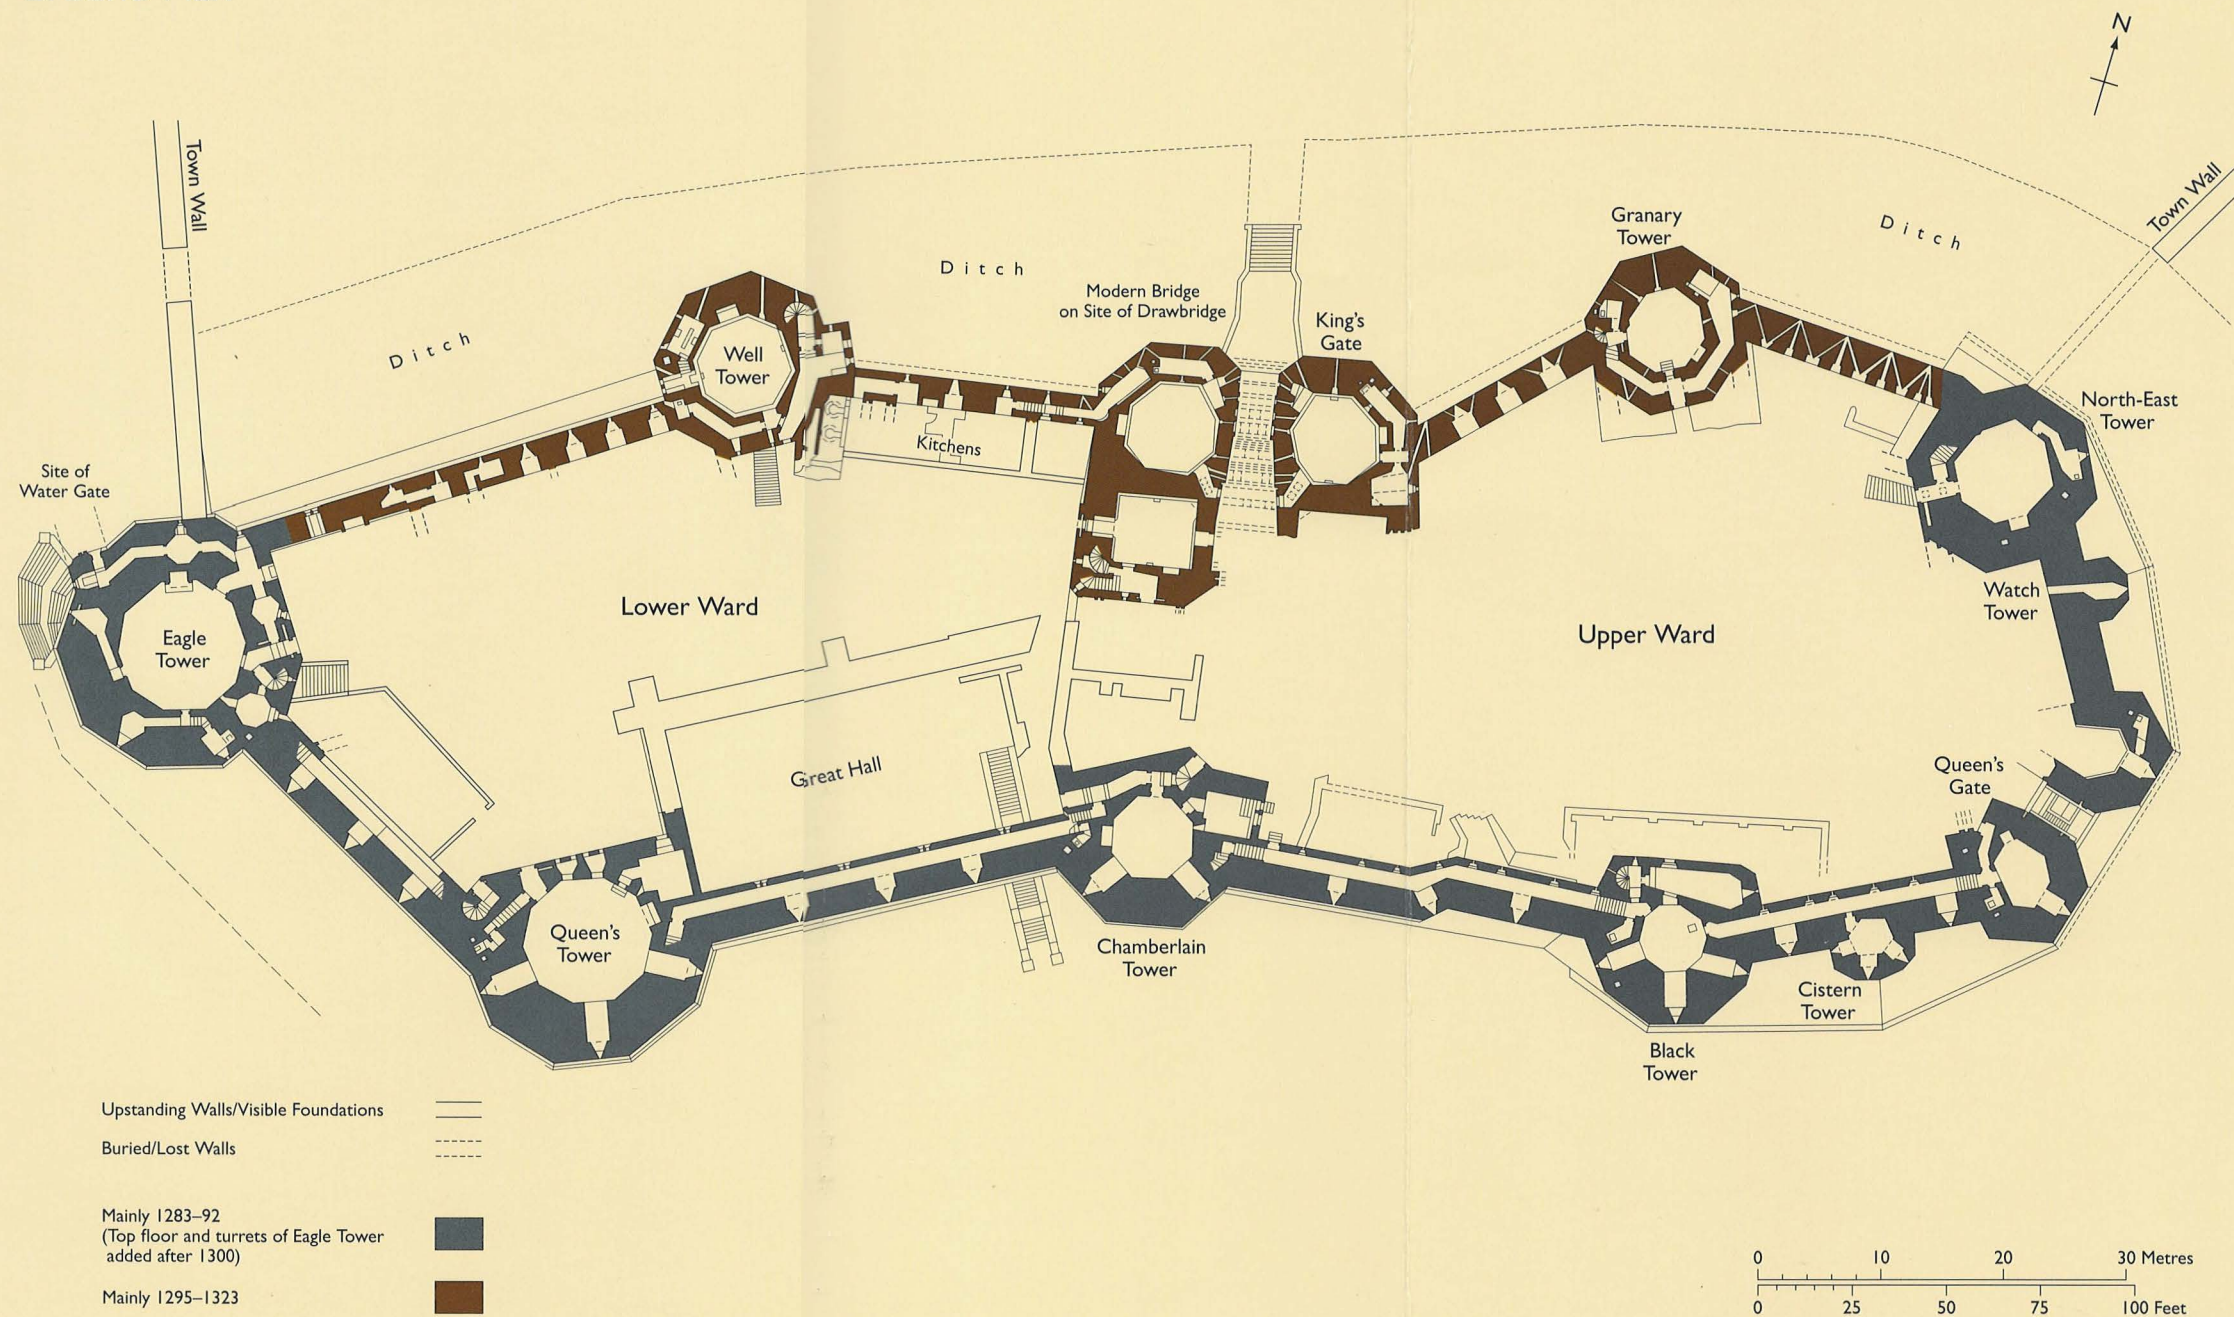 N
Town Wall
Town Wall
Granary
Tower
Ditch
Ditch
Modern Bridge
on Site of Drawbridge
King's
Gate
Ditch
Well
Tower
North-East
Tower
Kitchens
Site of
Water Gate
Watch
Tower
Lower Ward
Upper Ward
Eagle
Tower
Great Hall
Queen's
Gate
Queen's
Tower
Chamberlain
Tower
Cistern
Tower
Black
Tower
Upstanding Walls/Visible Foundations
Buried/Lost Walls
Mainly 1283–92
(Top floor and turrets of Eagle Tower
added after 1300)
Mainly 1295–1323
0 10 20 30 Metres
0 25 50 75 100 Feet